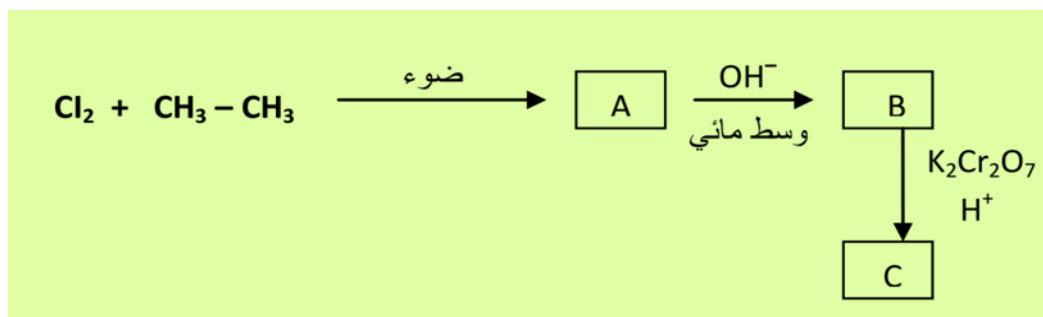 Cl₂ + CH₃ – CH₃
ضوء
A
OH⁻
وسط مائي
B
K₂Cr₂O₇
H⁺
C